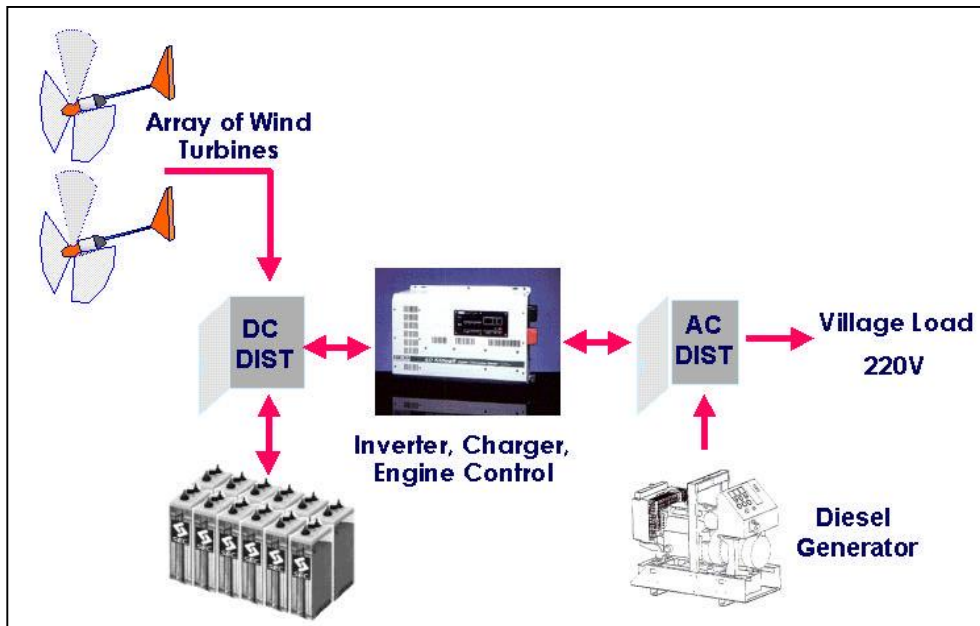 Array of Wind
Turbines
DC
DIST
AC
DIST
Village Load
220V
Inverter, Charger,
Engine Control
Diesel
Generator